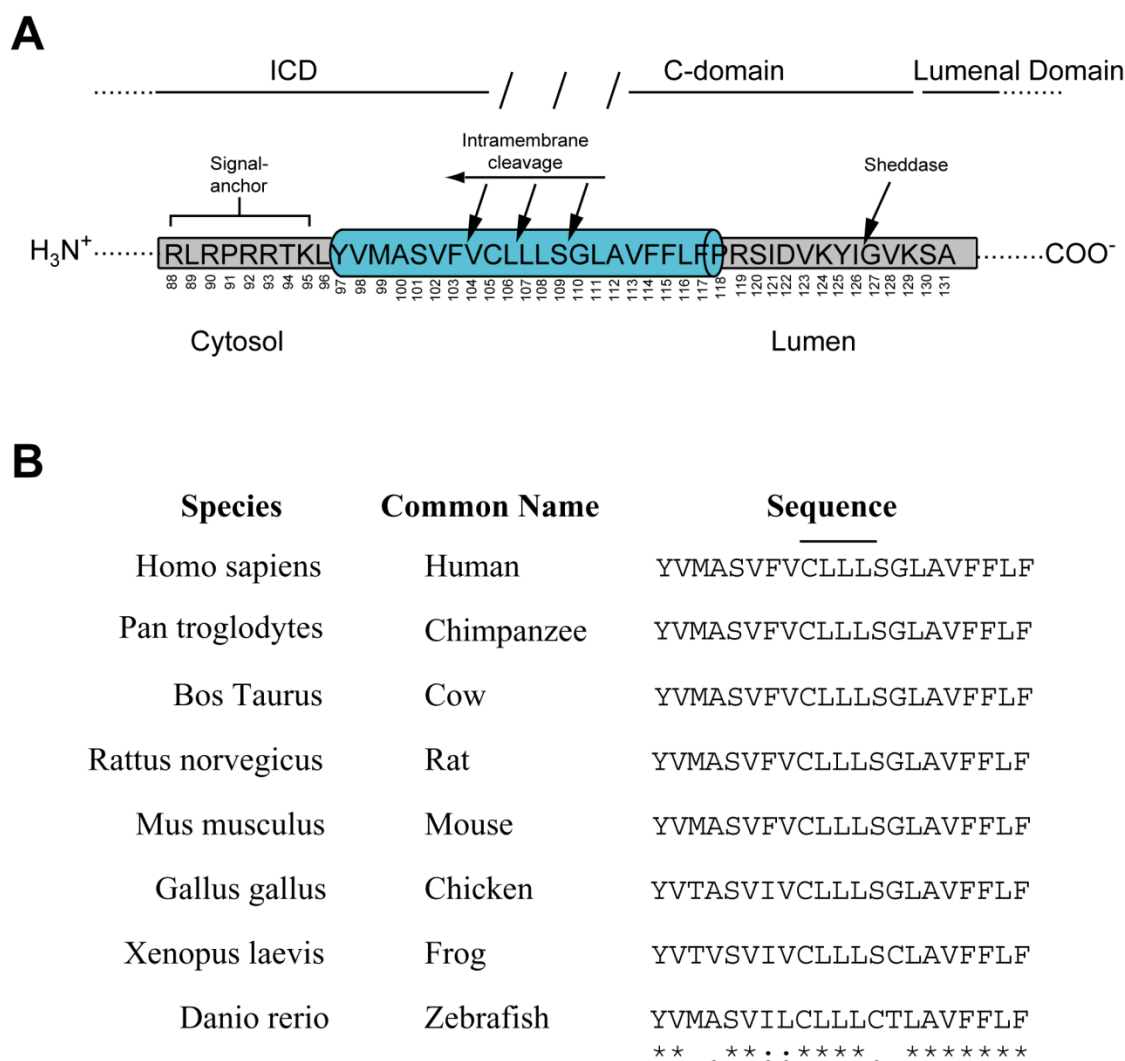 A
ICD / / / C-domain Lumenal Domain
Intramembrane
cleavage
Signal-
anchor
Sheddase
H₃N⁺ RLRPRRTKLYVMASVFVCLLLSGLAVFFLFPRSIDVKYIGVKSA COO⁻
88 89 90 91 92 93 94 95 96 97 98 99 100 101 102 103 104 105 106 107 108 109 110 111 112 113 114 115 116 117 118 119 120 121 122 123 124 125 126 127 128 129 130 131
Cytosol Lumen
B
Species Common Name Sequence
Homo sapiens Human YVMASVFVCLLLSGLAVFFLF
Pan troglodytes Chimpanzee YVMASVFVCLLLSGLAVFFLF
Bos Taurus Cow YVMASVFVCLLLSGLAVFFLF
Rattus norvegicus Rat YVMASVFVCLLLSGLAVFFLF
Mus musculus Mouse YVMASVFVCLLLSGLAVFFLF
Gallus gallus Chicken YVTASVIVCLLLSGLAVFFLF
Xenopus laevis Frog YVTVSVIVCLLLSCLAVFFLF
Danio rerio Zebrafish YVMASVILCLLLCTLAVFFLF
** .**::****. *******